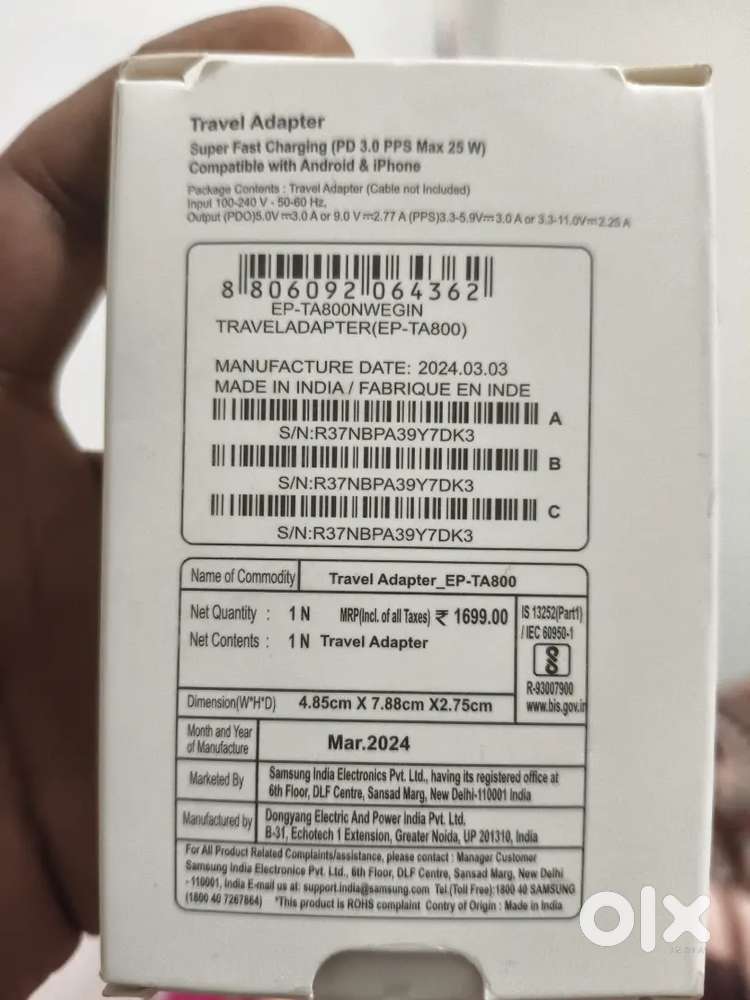 Travel Adapter
Super Fast Charging (PD 3.0 PPS Max 25 W)
Compatible with Android & iPhone
Package Contents : Travel Adapter (Cable not Included)
Input 100-240 V - 50-60 Hz,
Output (PDO)5.0V⎓3.0 A or 9.0 V⎓2.77 A (PPS)3.3-5.9V⎓3.0 A or 3.3-11.0V⎓2.25 A
8 806092 064362
EP-TA800NWEGIN
TRAVELADAPTER(EP-TA800)
MANUFACTURE DATE: 2024.03.03
MADE IN INDIA / FABRIQUE EN INDE
A
S/N:R37NBPA39Y7DK3
B
S/N:R37NBPA39Y7DK3
C
S/N:R37NBPA39Y7DK3
Name of Commodity Travel Adapter_EP-TA800
Net Quantity : 1 N MRP(Incl. of all Taxes) ₹ 1699.00
Net Contents : 1 N Travel Adapter
IS 13252(Part1)
/ IEC 60950-1
R-93007900
www.bis.gov.in
Dimension(W*H*D) 4.85cm X 7.88cm X2.75cm
Month and Year
of Manufacture
Mar.2024
Marketed By
Samsung India Electronics Pvt. Ltd., having its registered office at
6th Floor, DLF Centre, Sansad Marg, New Delhi-110001 India
Manufactured by
Dongyang Electric And Power India Pvt. Ltd.
B-31, Echotech 1 Extension, Greater Noida, UP 201310, India
For All Product Related Complaints/assistance, please contact : Manager Customer
Samsung India Electronics Pvt. Ltd., 6th Floor, DLF Centre, Sansad Marg, New Delhi
- 110001, India E-mail us at: support.india@samsung.com Tel.(Toll Free):1800 40 SAMSUNG
(1800 40 7267864) *This product is ROHS complaint Contry of Origin : Made in India
olx